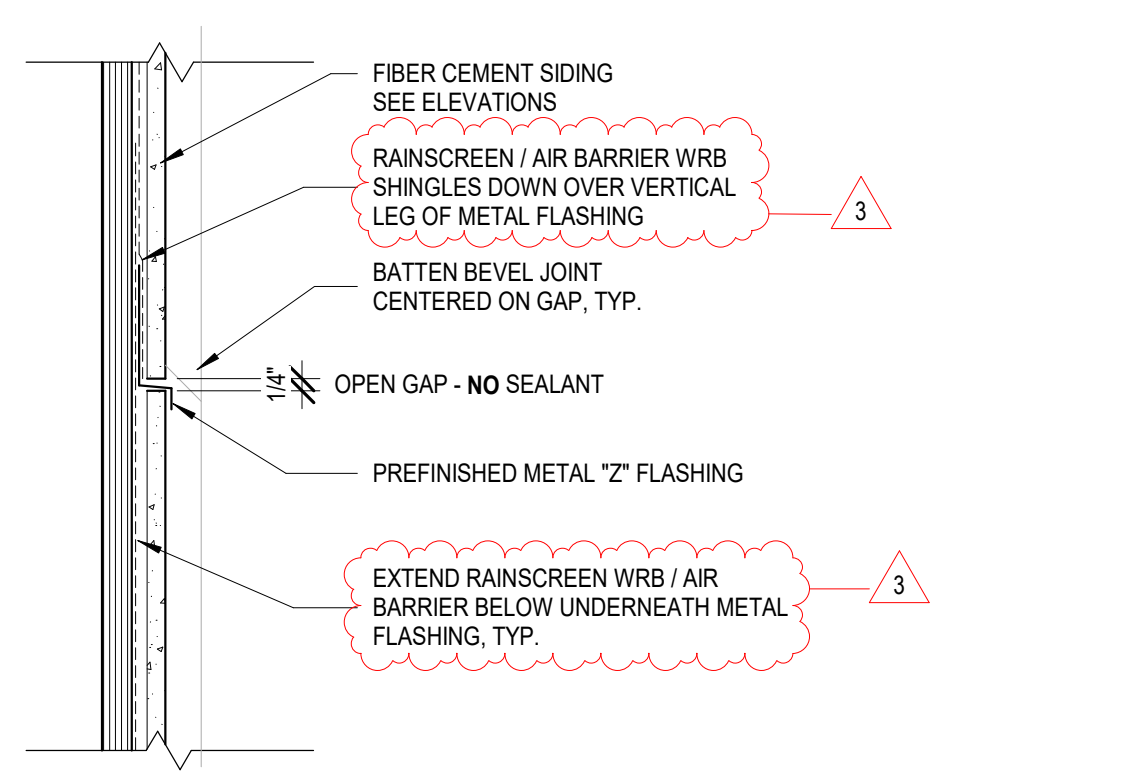 FIBER CEMENT SIDING
SEE ELEVATIONS
RAINSCREEN / AIR BARRIER WRB
SHINGLES DOWN OVER VERTICAL
LEG OF METAL FLASHING
3
BATTEN BEVEL JOINT
CENTERED ON GAP, TYP.
1/4"
OPEN GAP - NO SEALANT
PREFINISHED METAL "Z" FLASHING
EXTEND RAINSCREEN WRB / AIR
BARRIER BELOW UNDERNEATH METAL
FLASHING, TYP.
3